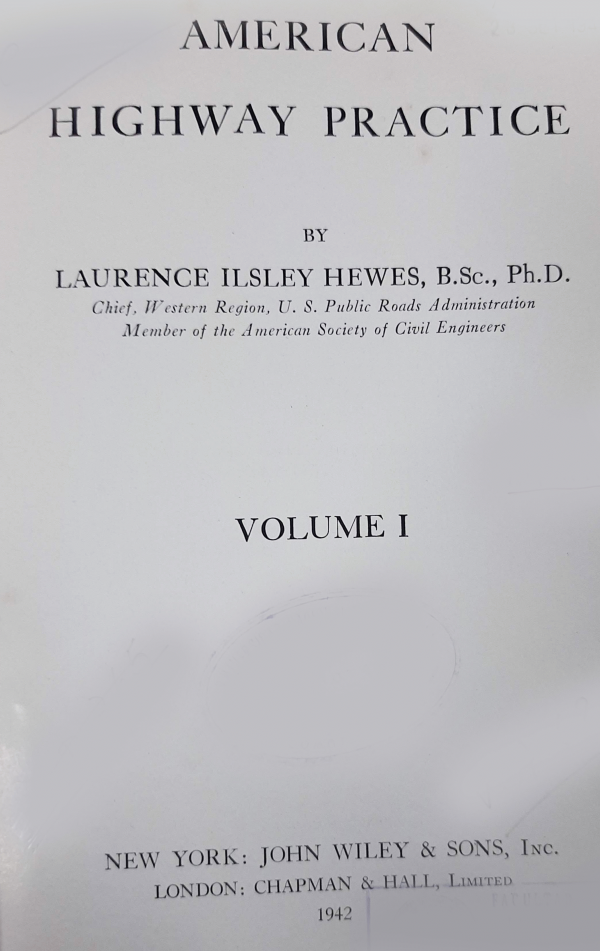 AMERICAN
HIGHWAY PRACTICE
BY
LAURENCE ILSLEY HEWES, B.Sc., Ph.D.
Chief, Western Region, U. S. Public Roads Administration
Member of the American Society of Civil Engineers
VOLUME I
NEW YORK: JOHN WILEY & SONS, Inc.
LONDON: CHAPMAN & HALL, Limited
1942